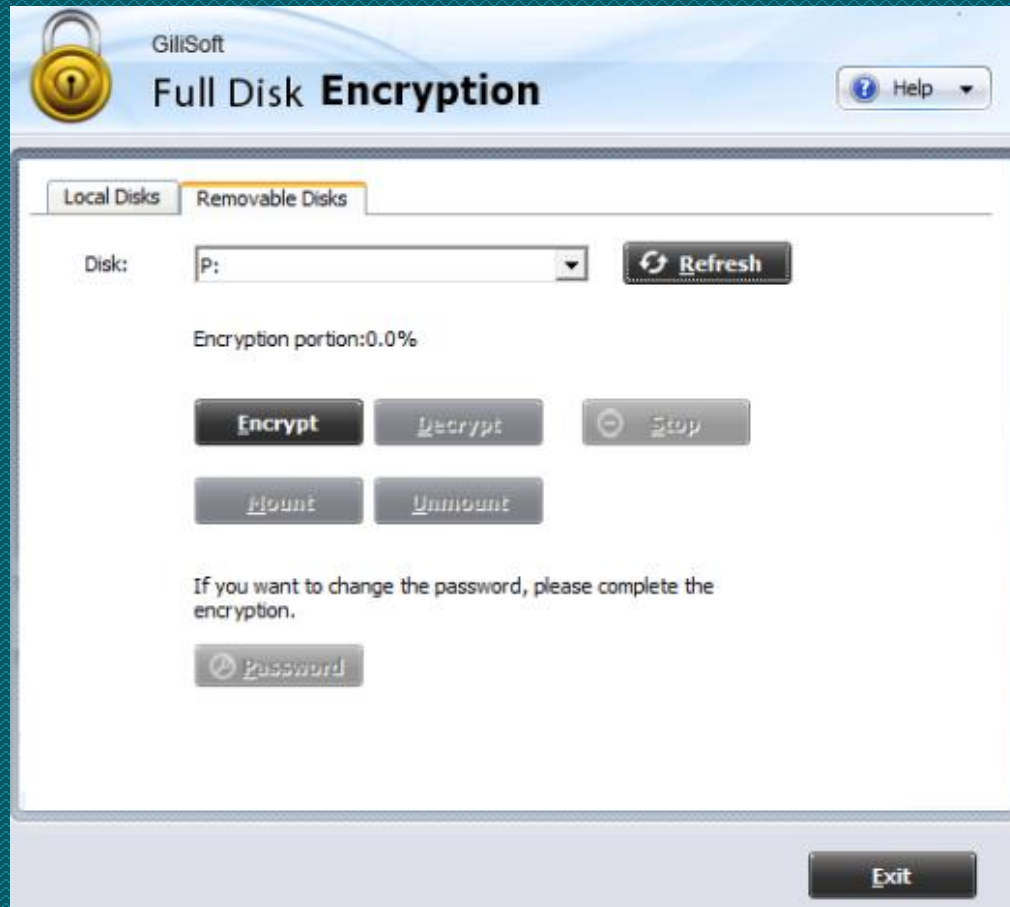 GiliSoft
Full Disk Encryption
Help
Local Disks
Removable Disks
Disk:
P:
Refresh
Encryption portion:0.0%
Encrypt
Decrypt
Stop
Mount
Unmount
If you want to change the password, please complete the
encryption.
Password
Exit